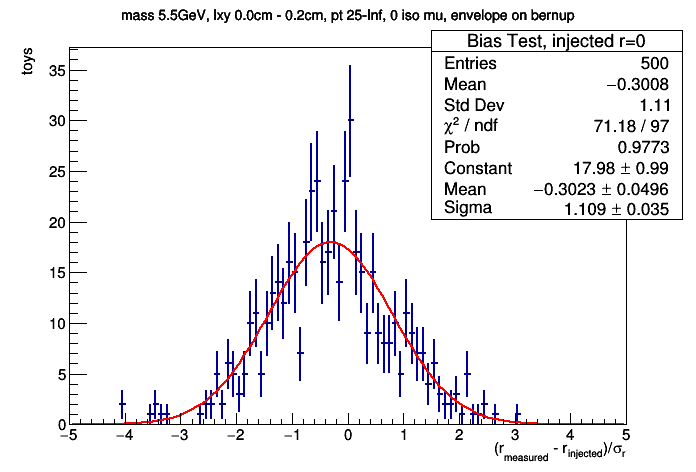 mass 5.5GeV, lxy 0.0cm - 0.2cm, pt 25-Inf, 0 iso mu, envelope on bernup
Bias Test, injected r=0
Entries 500
Mean −0.3008
Std Dev 1.11
χ² / ndf 71.18 / 97
Prob 0.9773
Constant 17.98 ± 0.99
Mean −0.3023 ± 0.0496
Sigma 1.109 ± 0.035
toys
35
30
25
20
15
10
5
0
−5 −4 −3 −2 −1 0 1 2 3 4 5
(r_measured - r_injected)/σ_r